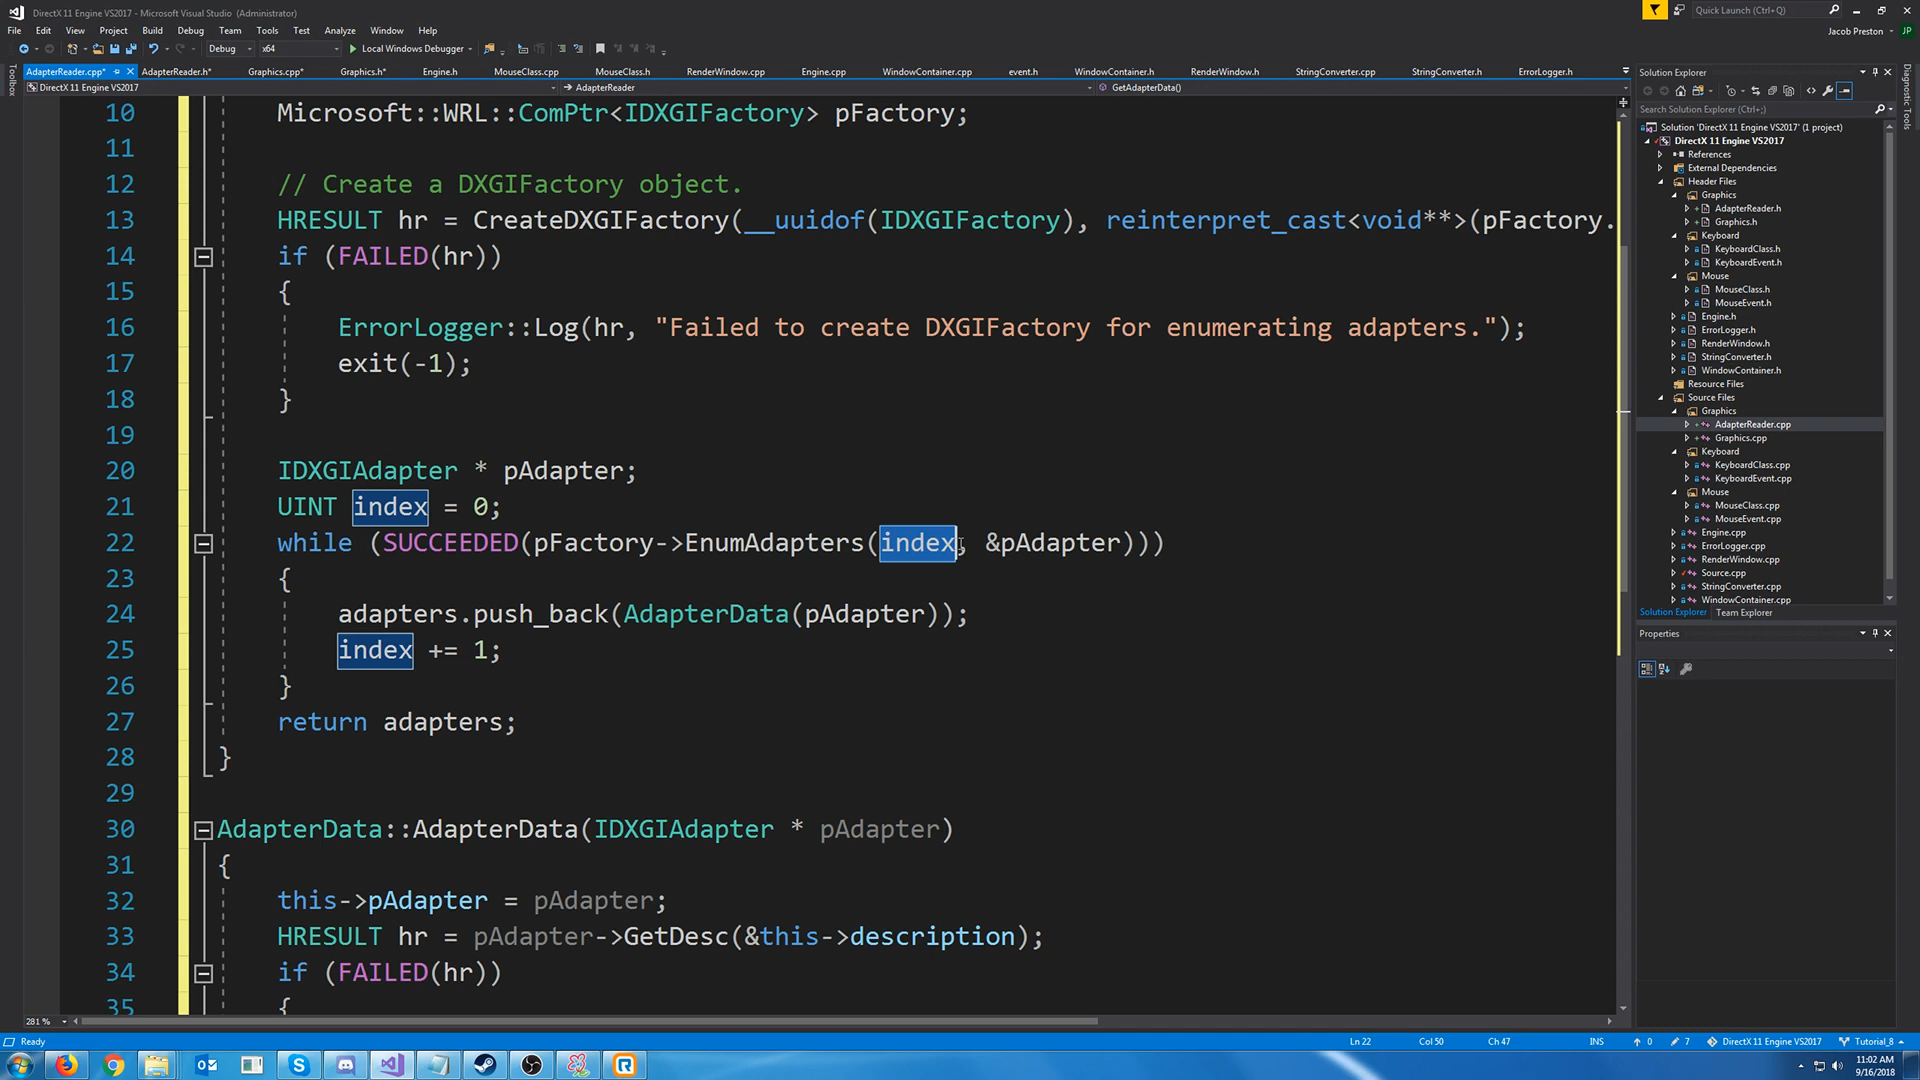 DirectX 11 Engine VS2017 - Microsoft Visual Studio (Administrator)
Quick Launch (Ctrl+Q)
File Edit View Project Build Debug Team Tools Test Analyze Window Help
Jacob Preston JP
Debug x64 Local Windows Debugger
AdapterReader.cpp* AdapterReader.h* Graphics.cpp* Graphics.h* Engine.h MouseClass.cpp MouseClass.h RenderWindow.cpp Engine.cpp WindowContainer.cpp event.h WindowContainer.h RenderWindow.h StringConverter.cpp StringConverter.h ErrorLogger.h
DirectX 11 Engine VS2017 AdapterReader GetAdapterData()
Toolbox
10 Microsoft::WRL::ComPtr<IDXGIFactory> pFactory;
11
12 // Create a DXGIFactory object.
13 HRESULT hr = CreateDXGIFactory(__uuidof(IDXGIFactory), reinterpret_cast<void**>(pFactory.
14 if (FAILED(hr))
15 {
16 ErrorLogger::Log(hr, "Failed to create DXGIFactory for enumerating adapters.");
17 exit(-1);
18 }
19
20 IDXGIAdapter * pAdapter;
21 UINT index = 0;
22 while (SUCCEEDED(pFactory->EnumAdapters(index, &pAdapter)))
23 {
24 adapters.push_back(AdapterData(pAdapter));
25 index += 1;
26 }
27 return adapters;
28 }
29
30 AdapterData::AdapterData(IDXGIAdapter * pAdapter)
31 {
32 this->pAdapter = pAdapter;
33 HRESULT hr = pAdapter->GetDesc(&this->description);
34 if (FAILED(hr))
35 {
281 %
Solution Explorer
Search Solution Explorer (Ctrl+;)
Solution 'DirectX 11 Engine VS2017' (1 project)
DirectX 11 Engine VS2017
References
External Dependencies
Header Files
Graphics
AdapterReader.h
Graphics.h
Keyboard
KeyboardClass.h
KeyboardEvent.h
Mouse
MouseClass.h
MouseEvent.h
Engine.h
ErrorLogger.h
RenderWindow.h
StringConverter.h
WindowContainer.h
Resource Files
Source Files
Graphics
AdapterReader.cpp
Graphics.cpp
Keyboard
KeyboardClass.cpp
KeyboardEvent.cpp
Mouse
MouseClass.cpp
MouseEvent.cpp
Engine.cpp
ErrorLogger.cpp
RenderWindow.cpp
Source.cpp
StringConverter.cpp
WindowContainer.cpp
Solution Explorer Team Explorer
Properties
Diagnostic Tools
Ready Ln 22 Col 50 Ch 47 INS 0 7 DirectX 11 Engine VS2017 Tutorial_8
11:02 AM
9/16/2018